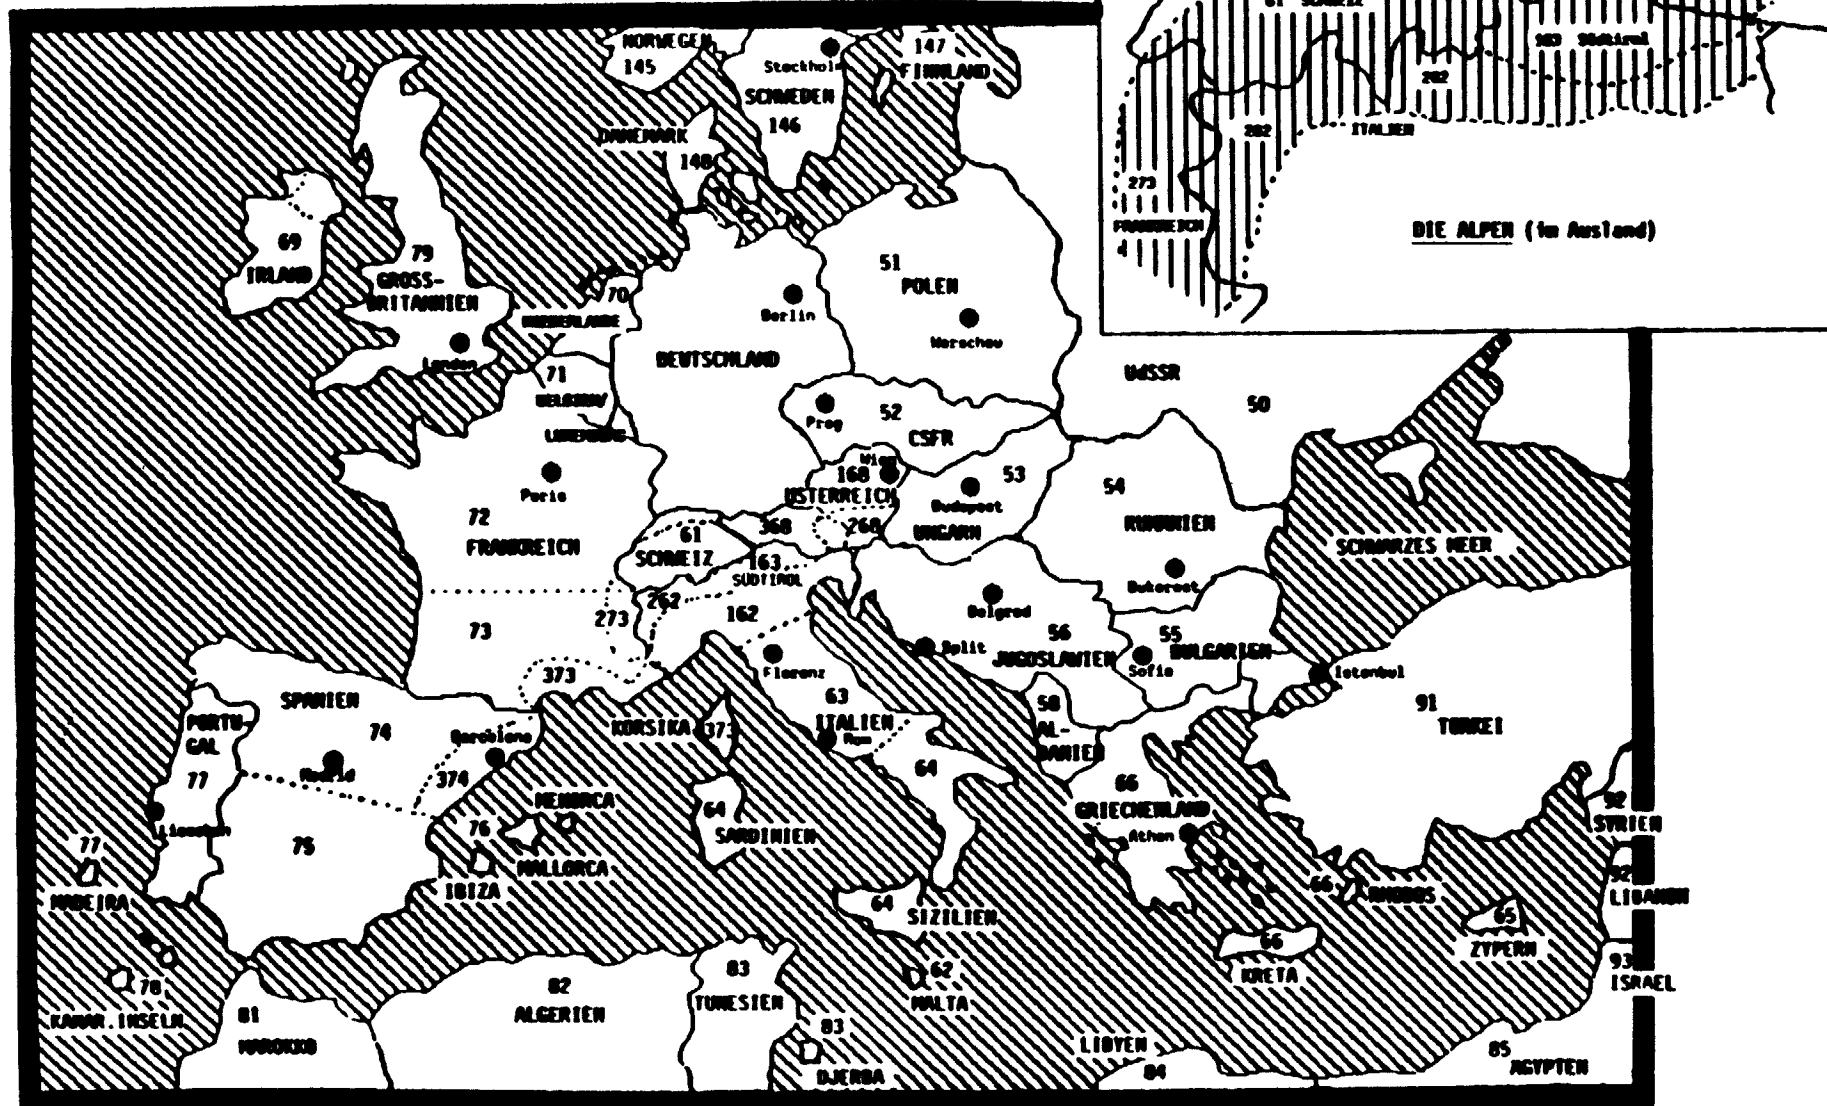 61 SCHWEIZ
163 Südtirol
262
262
ITALIEN
273
FRANKREICH
DIE ALPEN (im Ausland)
NORWEGEN
145
Stockholm
147
FINNLAND
SCHWEDEN
146
DANEMARK
148
69
IRLAND
79
GROSS-
BRITANNIEN
London
70
NIEDERLANDE
51
POLEN
Berlin
Warschau
DEUTSCHLAND
71
BELGIEN
LUXEMBURG
UdSSR
50
52
Prag
CSFR
Wien
168
ÖSTERREICH
53
Budapest
UNGARN
54
RUMÄNIEN
Bukarest
Paris
72
FRANKREICH
368
268
61
SCHWEIZ
163
SÜDTIROL
SCHWARZES MEER
262
162
273
73
373
Belgrad
Split
56
JUGOSLAWIEN
55
BULGARIEN
Sofia
Istanbul
Florenz
63
ITALIEN
Rom
KORSIKA
373
58
AL-
BANIEN
91
TÜRKEI
SPANIEN
74
PORTU-
GAL
77
Madrid
Barcelona
374
Lissabon
64
64
SARDINIEN
66
GRIECHENLAND
Athen
MENORCA
76
MALLORCA
IBIZA
75
77
MADEIRA
92
SYRIEN
92
LIBANON
66
RHODOS
65
ZYPERN
64
SIZILIEN
66
KRETA
93
ISRAEL
78
KANAR.INSELN
81
MAROKKO
82
ALGERIEN
83
TUNESIEN
62
MALTA
83
DJERBA
LIBYEN
84
85
ÄGYPTEN